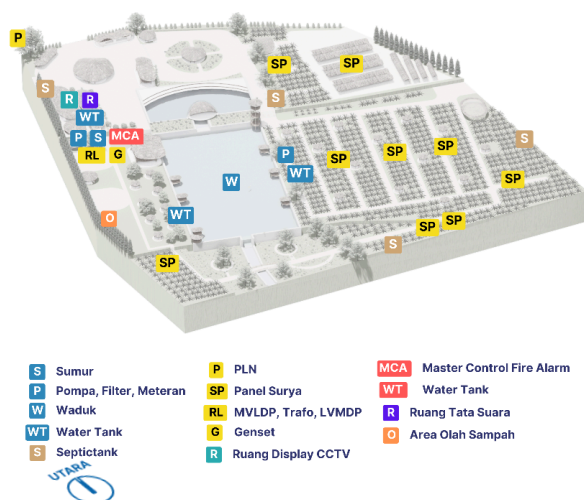 P
SP
SP
S
S
R
R
WT
P
S
MCA
RL
G
SP
SP
SP
S
P
WT
W
SP
WT
O
SP
SP
S
SP
S Sumur
P Pompa, Filter, Meteran
W Waduk
WT Water Tank
S Septictank
P PLN
SP Panel Surya
RL MVLDP, Trafo, LVMDP
G Genset
R Ruang Display CCTV
MCA Master Control Fire Alarm
WT Water Tank
R Ruang Tata Suara
O Area Olah Sampah
UTARA